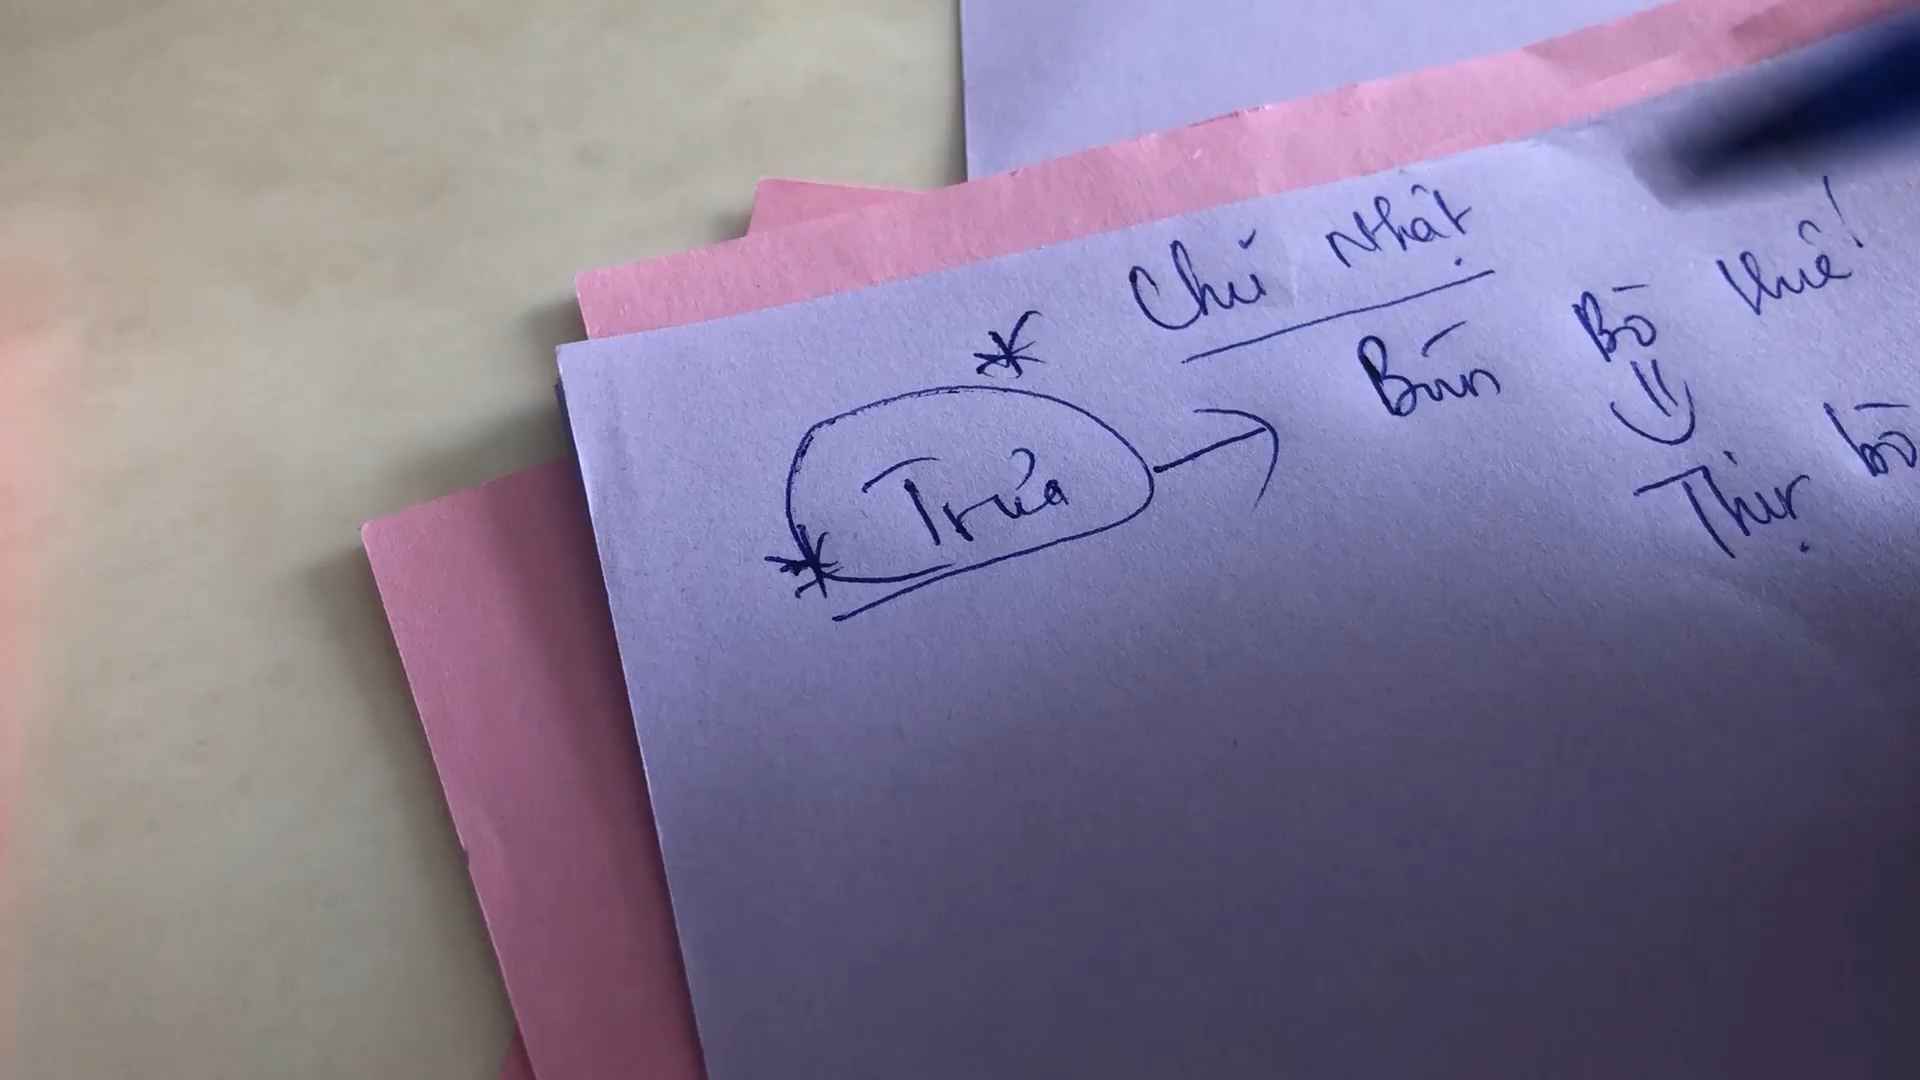 * Chủ Nhật
* Trưa → Bún Bò Huế!
Thịt bò